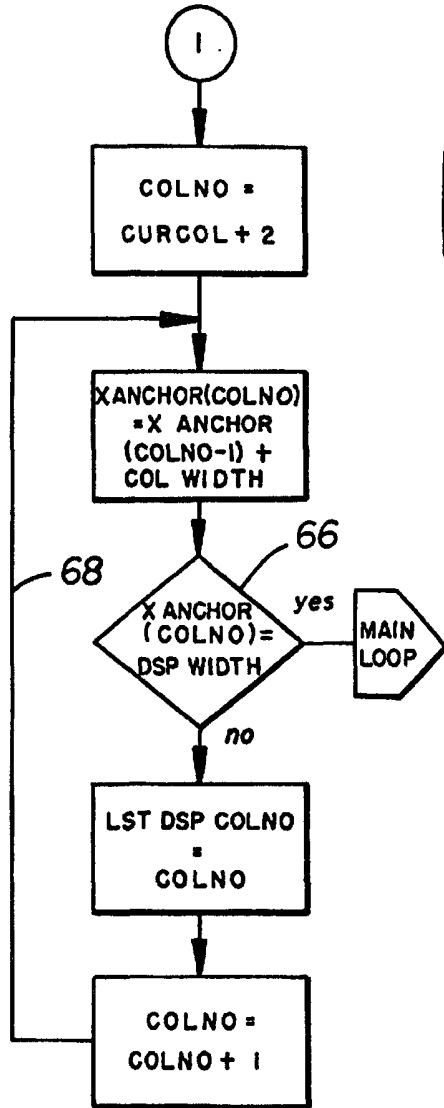 1
COLNO =
CURCOL + 2
X ANCHOR(COLNO)
= X ANCHOR
(COLNO-1) +
COL WIDTH
66
68
X ANCHOR
(COLNO)=
DSP WIDTH
yes
MAIN
LOOP
no
LST DSP COLNO
=
COLNO
COLNO =
COLNO + 1